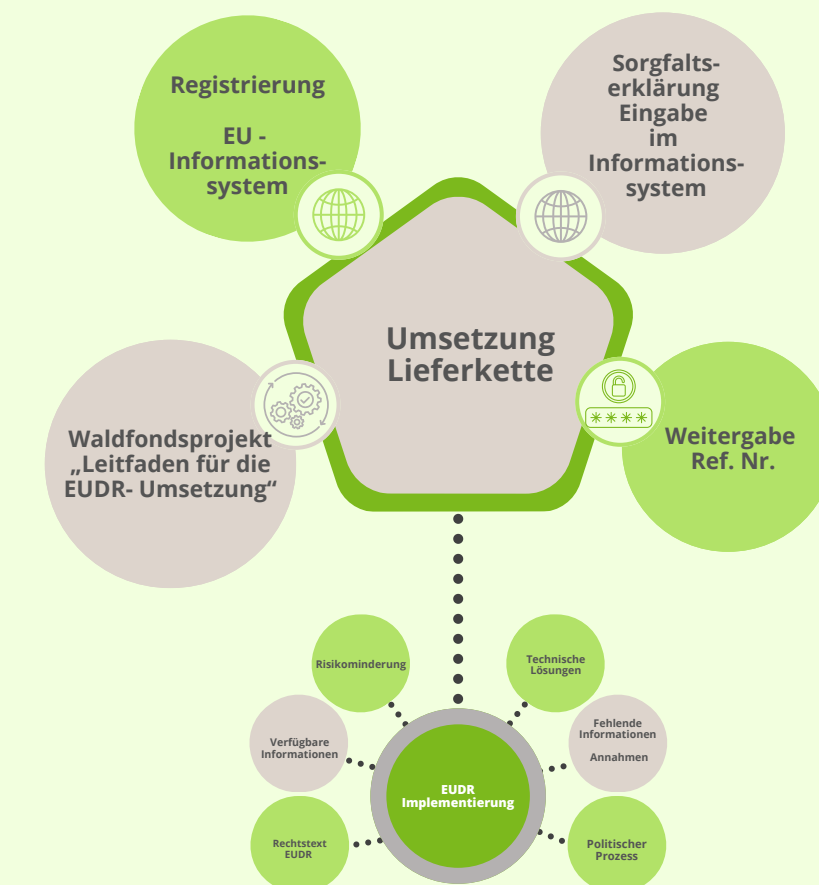 Registrierung
EU -
Informations-
system
Sorgfalts-
erklärung
Eingabe
im
Informations-
system
Umsetzung
Lieferkette
Waldfondsprojekt
„Leitfaden für die
EUDR- Umsetzung“
****
Weitergabe
Ref. Nr.
Risikominderung
Technische
Lösungen
Verfügbare
Informationen
Fehlende
Informationen
Annahmen
EUDR
Implementierung
Rechtstext
EUDR
Politischer
Prozess